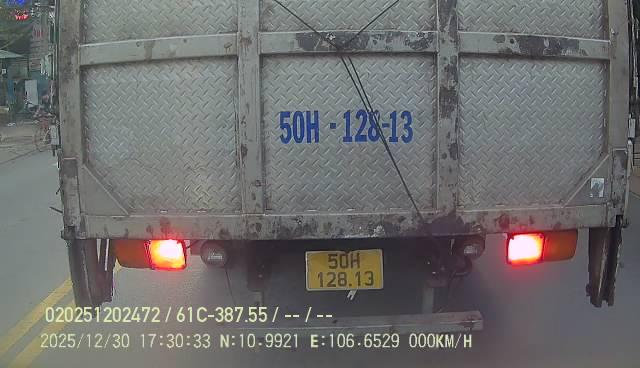 50H - 128-13
50H
128.13
020251202472 / 61C-387.55 / -- / --
2025/12/30 17:30:33 N:10.9921 E:106.6529 000KM/H